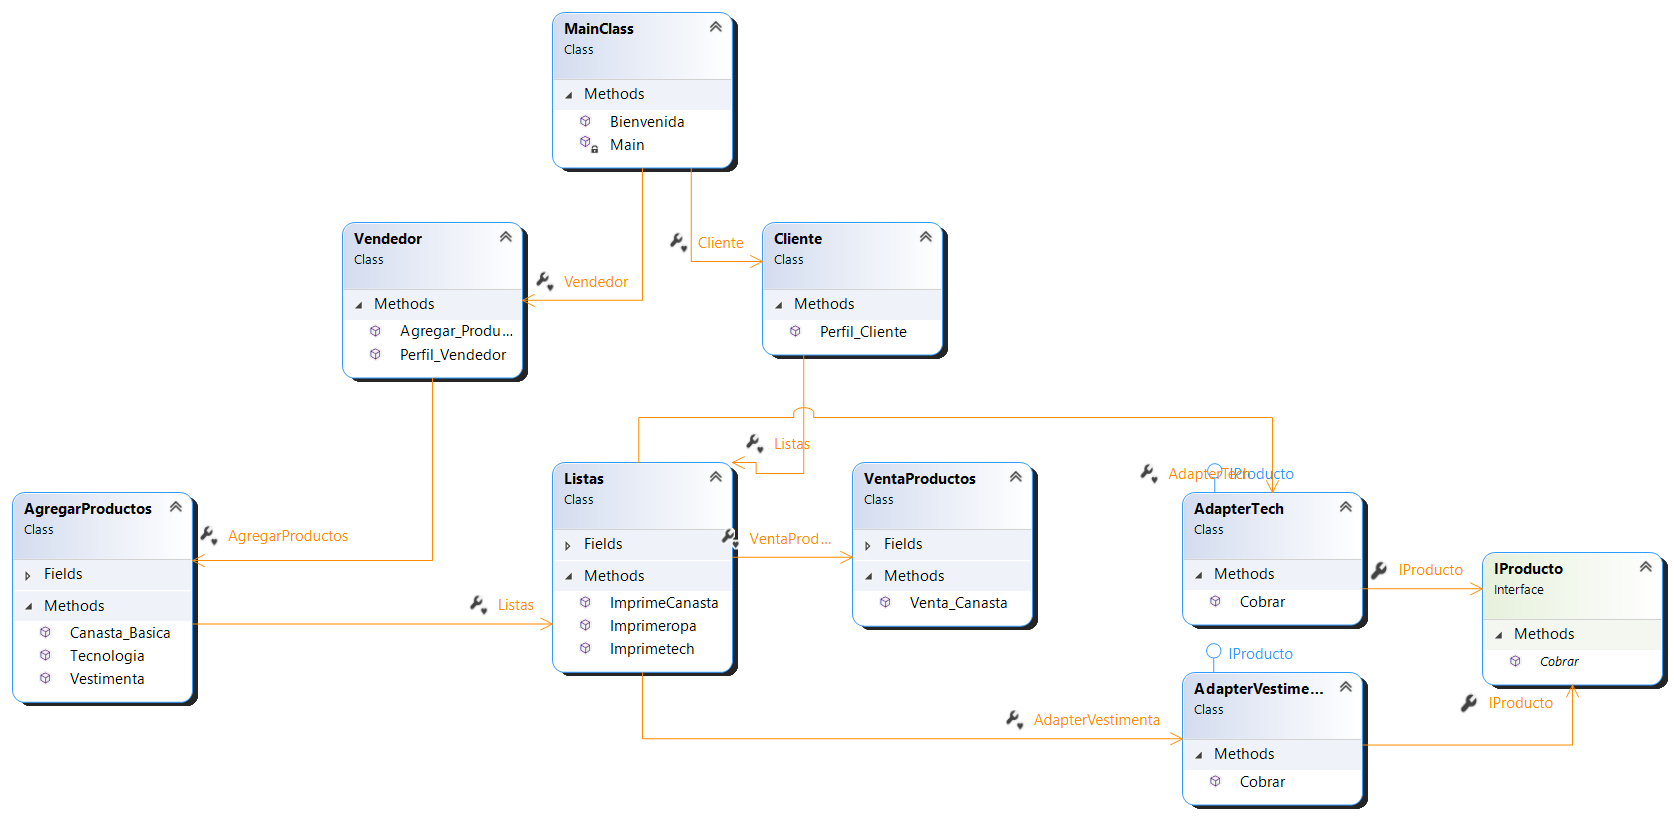 MainClass
Class
Methods
Bienvenida
Main
Vendedor
Class
Methods
Agregar_Produ...
Perfil_Vendedor
Vendedor
Cliente
Cliente
Class
Methods
Perfil_Cliente
Listas
AgregarProductos
Class
Fields
Methods
Canasta_Basica
Tecnologia
Vestimenta
AgregarProductos
Listas
Listas
Class
Fields
Methods
ImprimeCanasta
Imprimeropa
Imprimetech
VentaProd...
VentaProductos
Class
Fields
Methods
Venta_Canasta
AdapterTech
IProducto
AdapterTech
Class
Methods
Cobrar
IProducto
IProducto
Interface
Methods
Cobrar
IProducto
AdapterVestimenta
IProducto
AdapterVestime...
Class
Methods
Cobrar